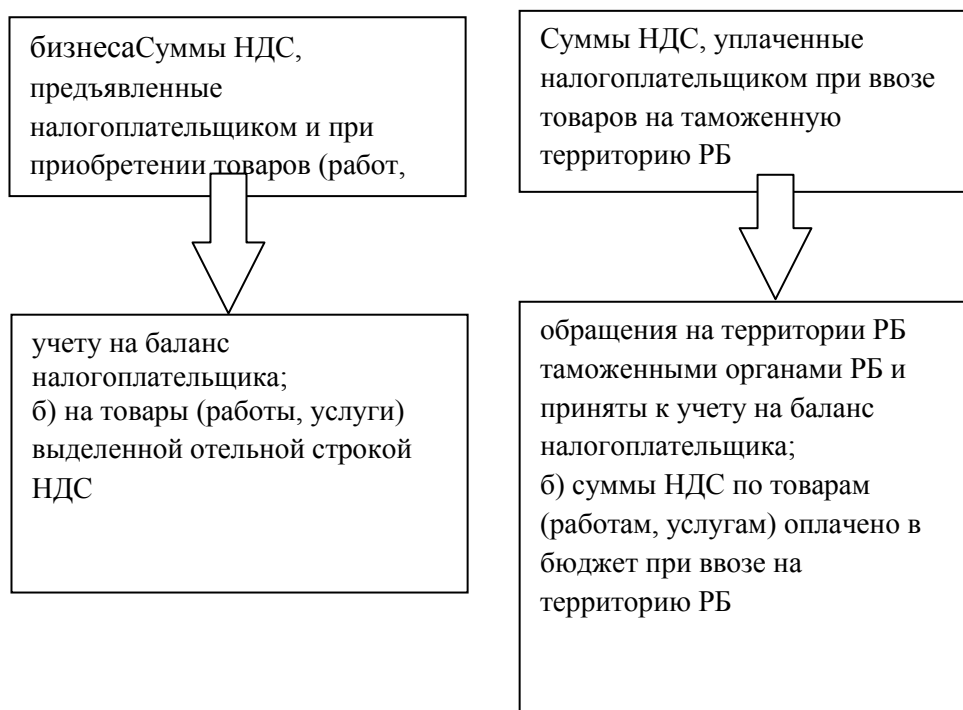 бизнесаСуммы НДС,
предъявленные
налогоплательщиком и при
приобретении товаров (работ,
Суммы НДС, уплаченные
налогоплательщиком при ввозе
товаров на таможенную
территорию РБ
учету на баланс
налогоплательщика;
б) на товары (работы, услуги)
выделенной отельной строкой
НДС
обращения на территории РБ
таможенными органами РБ и
приняты к учету на баланс
налогоплательщика;
б) суммы НДС по товарам
(работам, услугам) оплачено в
бюджет при ввозе на
территорию РБ